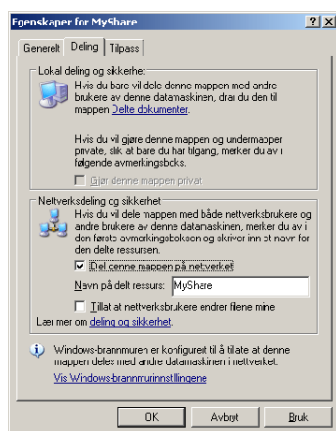 Egenskaper for MyShare
Generelt Deling Tilpass
Lokal deling og sikkerhet
Hvis du bare vil dele denne mappen med andre
brukere av denne datamaskinen, drar du den til
mappen Delte dokumenter.
Hvis du vil gjøre denne mappen og undermapper
private, slik at bare du har tilgang, merker du av i
følgende avmerkingsboks.
Gjør denne mappen privat
Nettverksdeling og sikkerhet
Hvis du vil dele mappen med både nettverksbrukere og
andre brukere av denne datamaskinen, merker du av i
den første avmerkingsboksen og skriver inn et navn for
den delte ressursen.
Del denne mappen på nettverket
Navn på delt ressurs: MyShare
Tillat at nettverksbrukere endrer filene mine
Lær mer om deling og sikkerhet.
Windows-brannmuren er konfigurert til å tillate at denne
mappen deles med andre datamaskinen i nettverket.
Vis Windows-brannmurinnstillingene
OK Avbryt Bruk